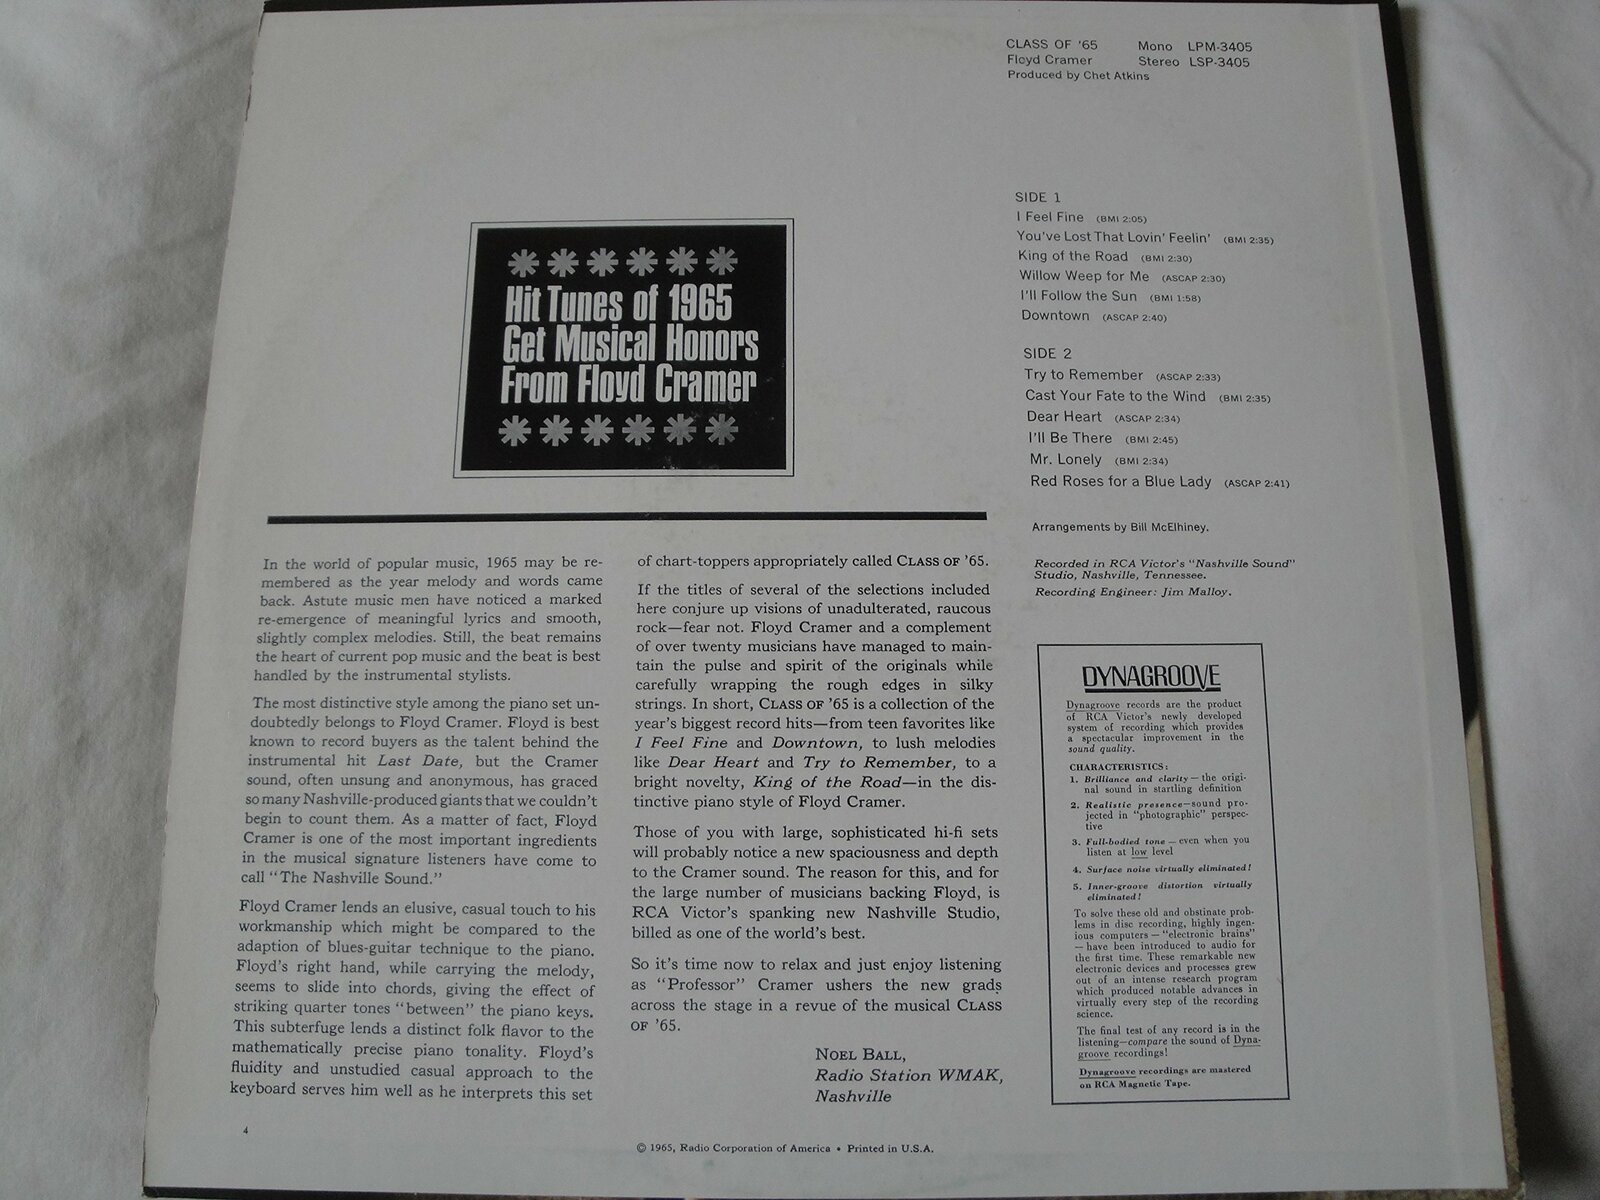 CLASS OF '65 Mono LPM-3405
Floyd Cramer Stereo LSP-3405
Produced by Chet Atkins
SIDE 1
I Feel Fine (BMI 2:05)
You've Lost That Lovin' Feelin' (BMI 2:35)
King of the Road (BMI 2:30)
Willow Weep for Me (ASCAP 2:30)
I'll Follow the Sun (BMI 1:58)
Downtown (ASCAP 2:40)
SIDE 2
Try to Remember (ASCAP 2:33)
Cast Your Fate to the Wind (BMI 2:35)
Dear Heart (ASCAP 2:34)
I'll Be There (BMI 2:45)
Mr. Lonely (BMI 2:34)
Red Roses for a Blue Lady (ASCAP 2:41)
Arrangements by Bill McElhiney.
Recorded in RCA Victor's "Nashville Sound"
Studio, Nashville, Tennessee.
Recording Engineer: Jim Malloy.
Hit Tunes of 1965
Get Musical Honors
From Floyd Cramer
In the world of popular music, 1965 may be re-
membered as the year melody and words came
back. Astute music men have noticed a marked
re-emergence of meaningful lyrics and smooth,
slightly complex melodies. Still, the beat remains
the heart of current pop music and the beat is best
handled by the instrumental stylists.
The most distinctive style among the piano set un-
doubtedly belongs to Floyd Cramer. Floyd is best
known to record buyers as the talent behind the
instrumental hit Last Date, but the Cramer
sound, often unsung and anonymous, has graced
so many Nashville-produced giants that we couldn't
begin to count them. As a matter of fact, Floyd
Cramer is one of the most important ingredients
in the musical signature listeners have come to
call "The Nashville Sound."
Floyd Cramer lends an elusive, casual touch to his
workmanship which might be compared to the
adaption of blues-guitar technique to the piano.
Floyd's right hand, while carrying the melody,
seems to slide into chords, giving the effect of
striking quarter tones "between" the piano keys.
This subterfuge lends a distinct folk flavor to the
mathematically precise piano tonality. Floyd's
fluidity and unstudied casual approach to the
keyboard serves him well as he interprets this set
of chart-toppers appropriately called CLASS OF '65.
If the titles of several of the selections included
here conjure up visions of unadulterated, raucous
rock—fear not. Floyd Cramer and a complement
of over twenty musicians have managed to main-
tain the pulse and spirit of the originals while
carefully wrapping the rough edges in silky
strings. In short, CLASS OF '65 is a collection of the
year's biggest record hits—from teen favorites like
I Feel Fine and Downtown, to lush melodies
like Dear Heart and Try to Remember, to a
bright novelty, King of the Road—in the dis-
tinctive piano style of Floyd Cramer.
Those of you with large, sophisticated hi-fi sets
will probably notice a new spaciousness and depth
to the Cramer sound. The reason for this, and for
the large number of musicians backing Floyd, is
RCA Victor's spanking new Nashville Studio,
billed as one of the world's best.
So it's time now to relax and just enjoy listening
as "Professor" Cramer ushers the new grads
across the stage in a revue of the musical CLASS
OF '65.
NOEL BALL,
Radio Station WMAK,
Nashville
DYNAGROOVE
Dynagroove records are the product
of RCA Victor's newly developed
system of recording which provides
a spectacular improvement in the
sound quality.
CHARACTERISTICS:
1. Brilliance and clarity—the origi-
nal sound in startling definition
2. Realistic presence—sound pro-
jected in "photographic" perspec-
tive
3. Full-bodied tone—even when you
listen at low level
4. Surface noise virtually eliminated!
5. Inner-groove distortion virtually
eliminated!
To solve these old and obstinate prob-
lems in disc recording, highly ingen-
ious computers—"electronic brains"
—have been introduced to audio for
the first time. These remarkable new
electronic devices and processes grew
out of an intense research program
which produced notable advances in
virtually every step of the recording
science.
The final test of any record is in the
listening—compare the sound of Dyna-
groove recordings!
Dynagroove recordings are mastered
on RCA Magnetic Tape.
4
© 1965, Radio Corporation of America • Printed in U.S.A.